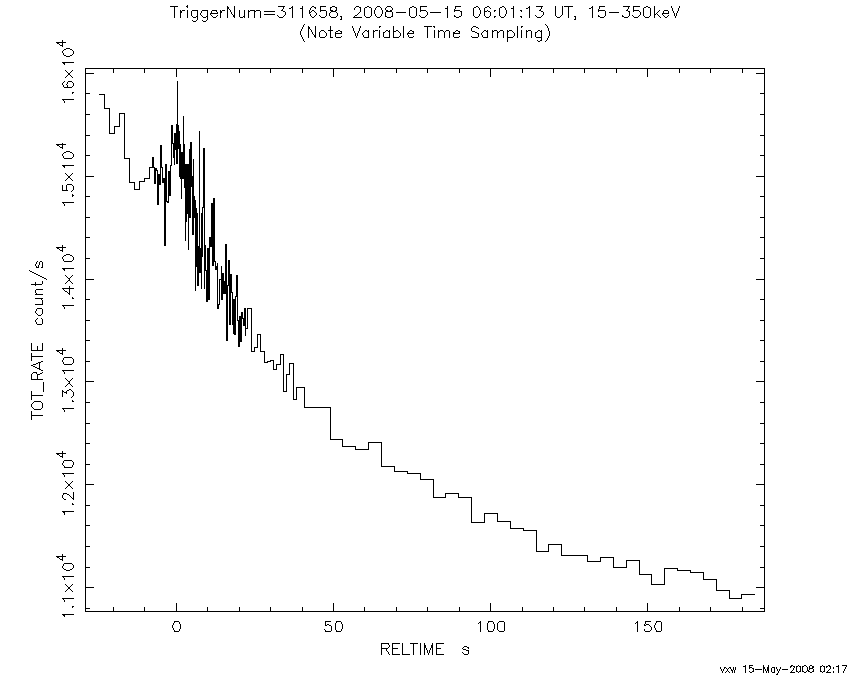 TriggerNum=311658, 2008-05-15 06:01:13 UT, 15-350keV
(Note Variable Time Sampling)
1.6×10⁴
1.5×10⁴
1.4×10⁴
1.3×10⁴
1.2×10⁴
1.1×10⁴
TOT_RATE count/s
0 50 100 150
RELTIME s
vxw 15-May-2008 02:17